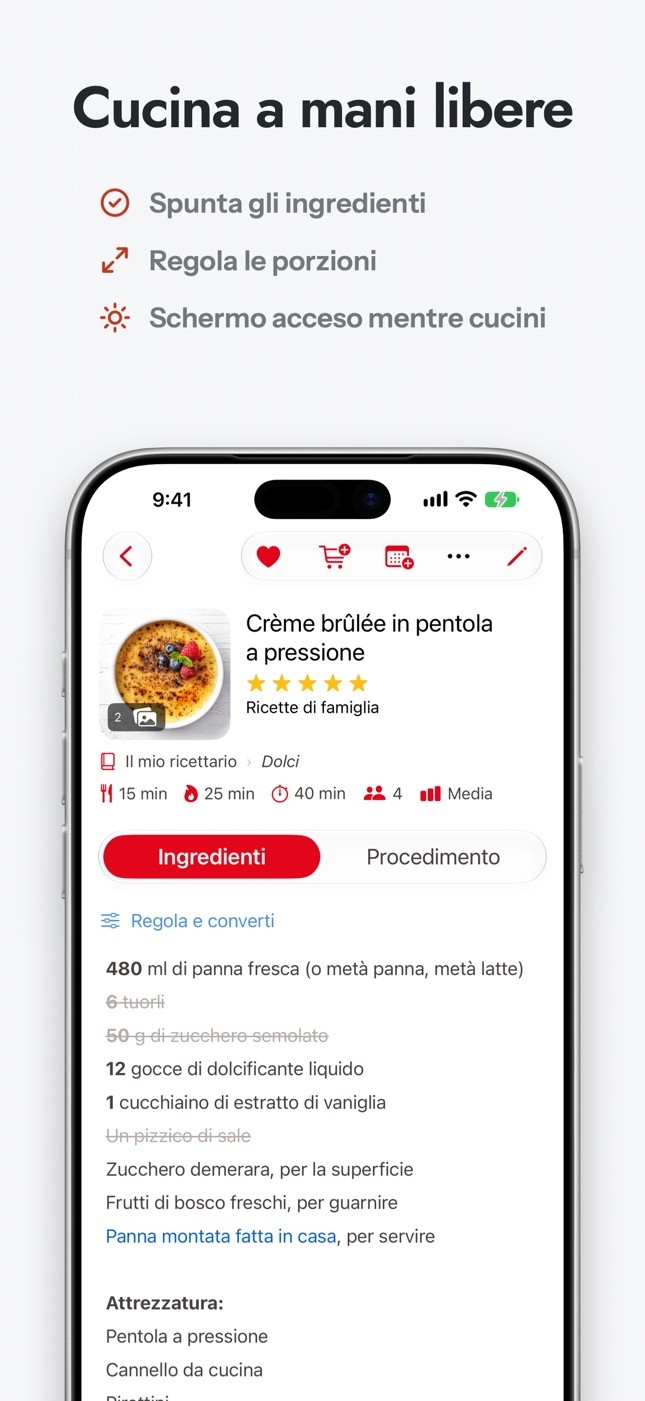 Cucina a mani libere
Spunta gli ingredienti
Regola le porzioni
Schermo acceso mentre cucini
9:41
Crème brûlée in pentola
a pressione
Ricette di famiglia
2
Il mio ricettario › Dolci
15 min 25 min 40 min 4 Media
Ingredienti Procedimento
Regola e converti
480 ml di panna fresca (o metà panna, metà latte)
6 tuorli
50 g di zucchero semolato
12 gocce di dolcificante liquido
1 cucchiaino di estratto di vaniglia
Un pizzico di sale
Zucchero demerara, per la superficie
Frutti di bosco freschi, per guarnire
Panna montata fatta in casa, per servire
Attrezzatura:
Pentola a pressione
Cannello da cucina